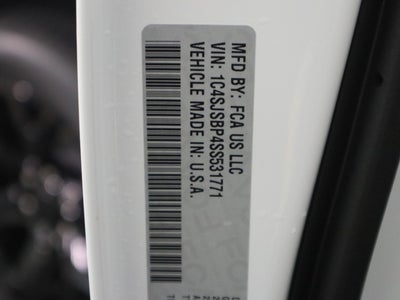 MFD BY: FCA US LLC
VIN: 1C4SJSBP4SS531771
VEHICLE MADE IN: U.S.A.